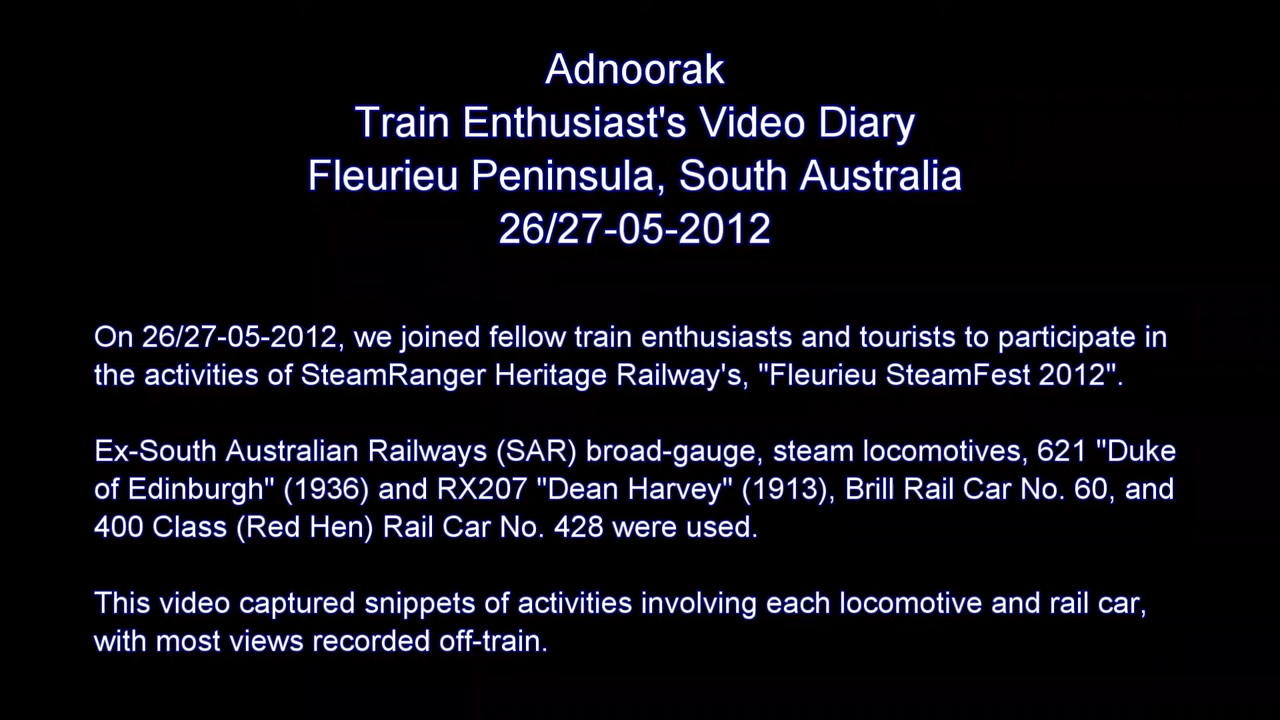 Adnoorak
Train Enthusiast's Video Diary
Fleurieu Peninsula, South Australia
26/27-05-2012
On 26/27-05-2012, we joined fellow train enthusiasts and tourists to participate in
the activities of SteamRanger Heritage Railway's, "Fleurieu SteamFest 2012".
Ex-South Australian Railways (SAR) broad-gauge, steam locomotives, 621 "Duke
of Edinburgh" (1936) and RX207 "Dean Harvey" (1913), Brill Rail Car No. 60, and
400 Class (Red Hen) Rail Car No. 428 were used.
This video captured snippets of activities involving each locomotive and rail car,
with most views recorded off-train.